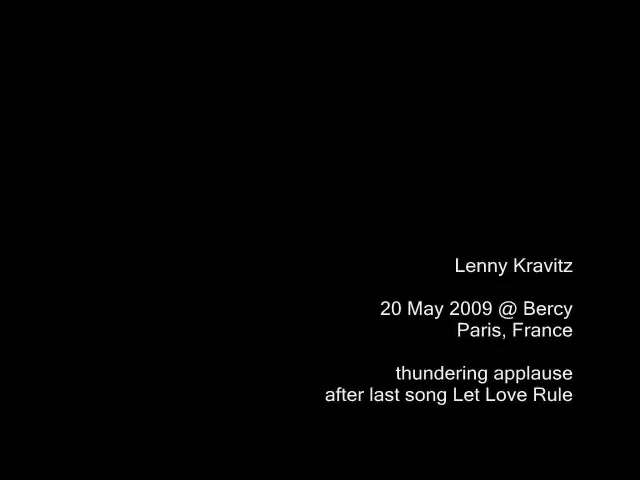 Lenny Kravitz
20 May 2009 @ Bercy
Paris, France
thundering applause
after last song Let Love Rule